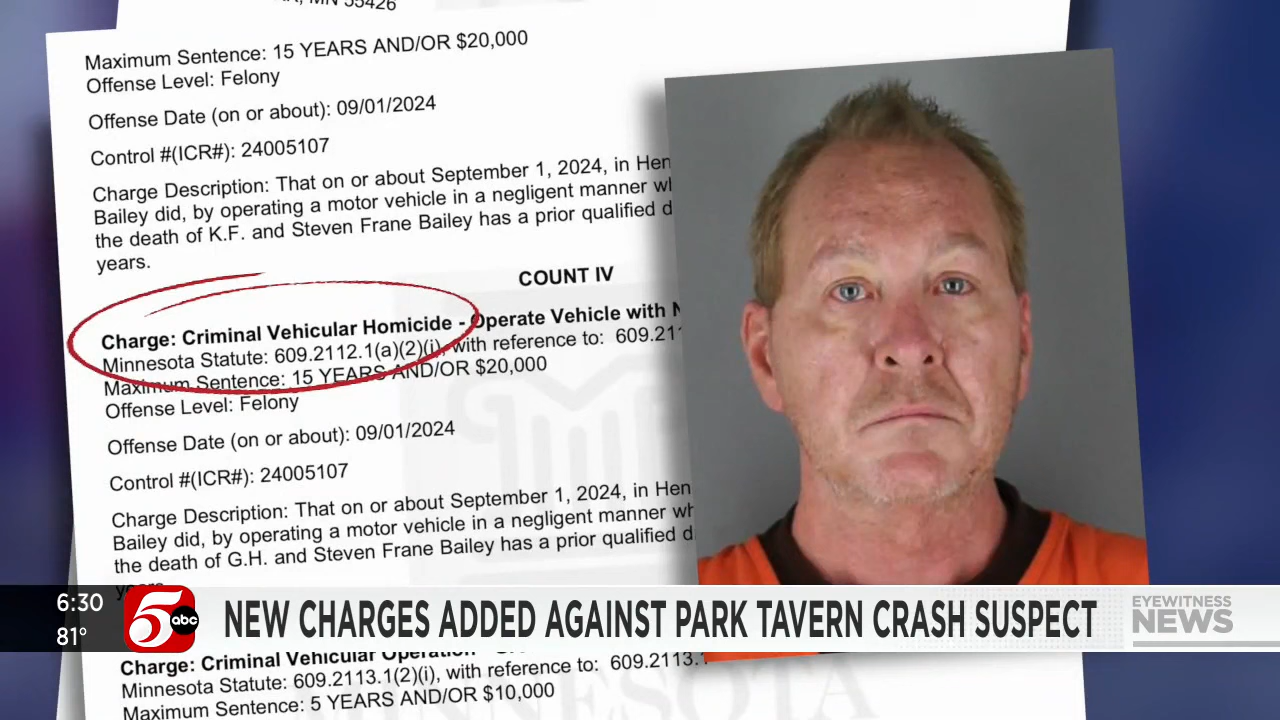 MN 55426
Maximum Sentence: 15 YEARS AND/OR $20,000
Offense Level: Felony
Offense Date (on or about): 09/01/2024
Control #(ICR#): 24005107
Charge Description: That on or about September 1, 2024, in Hen
Bailey did, by operating a motor vehicle in a negligent manner wh
the death of K.F. and Steven Frane Bailey has a prior qualified d
years.
COUNT IV
Charge: Criminal Vehicular Homicide - Operate Vehicle with N
Minnesota Statute: 609.2112.1(a)(2)(i), with reference to: 609.211
Maximum Sentence: 15 YEARS AND/OR $20,000
Offense Level: Felony
Offense Date (on or about): 09/01/2024
Control #(ICR#): 24005107
Charge Description: That on or about September 1, 2024, in Hen
Bailey did, by operating a motor vehicle in a negligent manner wh
the death of G.H. and Steven Frane Bailey has a prior qualified d
6:30
81°
5 abc
NEW CHARGES ADDED AGAINST PARK TAVERN CRASH SUSPECT
EYEWITNESS
NEWS
Charge: Criminal Vehicular Operation -
Minnesota Statute: 609.2113.1(2)(i), with reference to: 609.2113.1
Maximum Sentence: 5 YEARS AND/OR $10,000
MINNESOTA